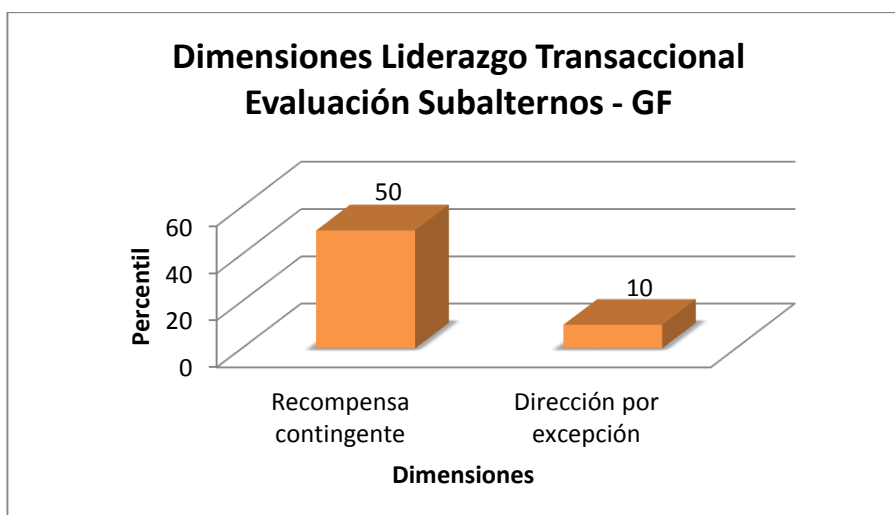 Dimensiones Liderazgo Transaccional
Evaluación Subalternos - GF
50
10
60
40
20
0
Percentil
Recompensa
contingente
Dirección por
excepción
Dimensiones